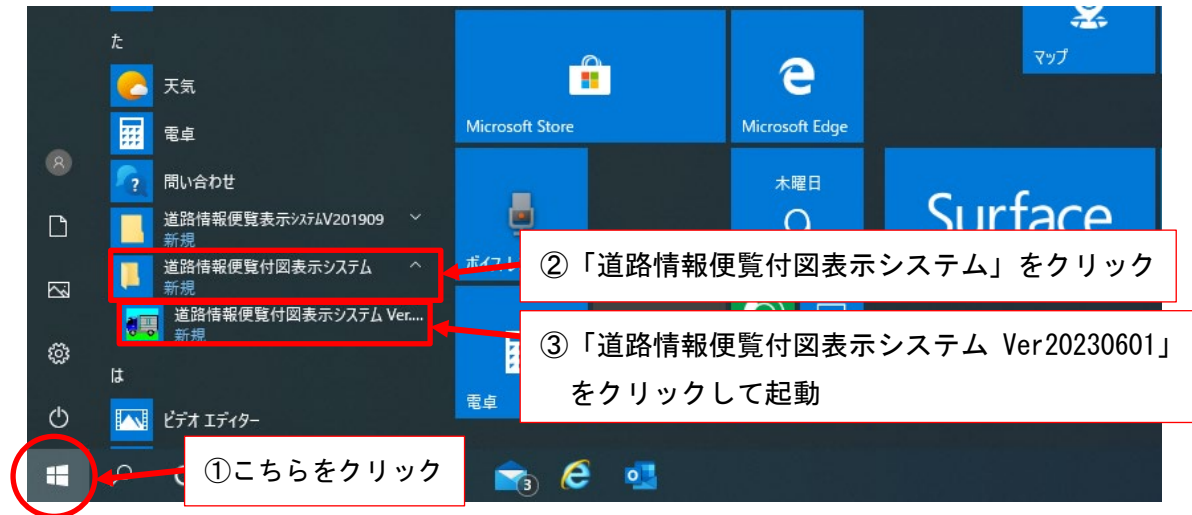 た
天気
電卓
問い合わせ
道路情報便覧表示ｼｽﾃﾑV201909
新規
道路情報便覧付図表示システム
新規
道路情報便覧付図表示システム Ver....
新規
は
ビデオ エディター
Microsoft Store
Microsoft Edge
マップ
木曜日
Surface
ボイス レ
電卓
②「道路情報便覧付図表示システム」をクリック
③「道路情報便覧付図表示システム Ver20230601」
をクリックして起動
①こちらをクリック
3